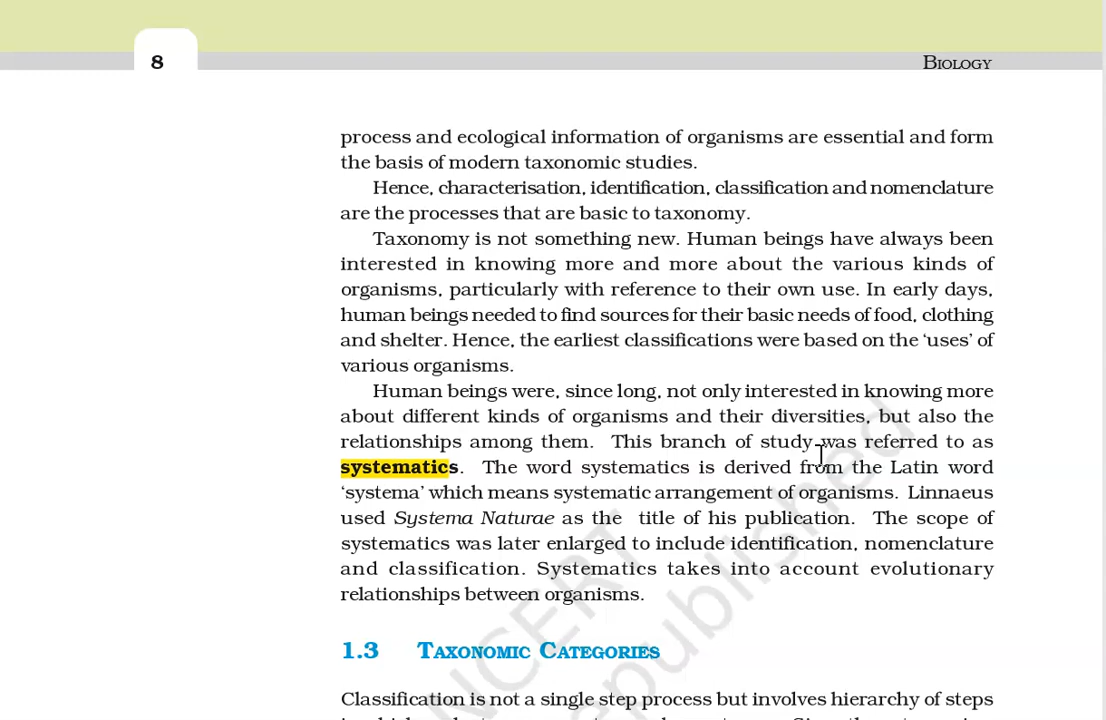 8
BIOLOGY
process and ecological information of organisms are essential and form
the basis of modern taxonomic studies.
Hence, characterisation, identification, classification and nomenclature
are the processes that are basic to taxonomy.
Taxonomy is not something new. Human beings have always been
interested in knowing more and more about the various kinds of
organisms, particularly with reference to their own use. In early days,
human beings needed to find sources for their basic needs of food, clothing
and shelter. Hence, the earliest classifications were based on the ‘uses’ of
various organisms.
Human beings were, since long, not only interested in knowing more
about different kinds of organisms and their diversities, but also the
relationships among them. This branch of study was referred to as
systematics. The word systematics is derived from the Latin word
‘systema’ which means systematic arrangement of organisms. Linnaeus
used Systema Naturae as the title of his publication. The scope of
systematics was later enlarged to include identification, nomenclature
and classification. Systematics takes into account evolutionary
relationships between organisms.
1.3 TAXONOMIC CATEGORIES
Classification is not a single step process but involves hierarchy of steps
NCERT
republished